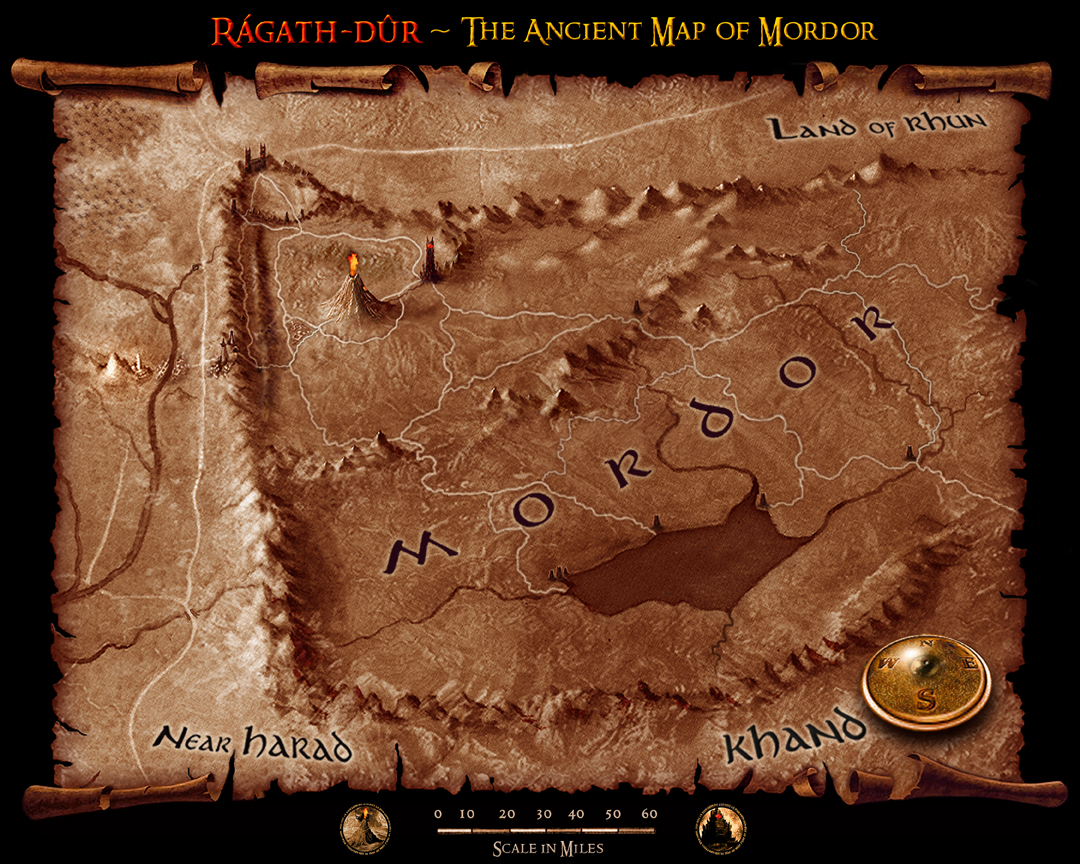 RÁGATH-DÛR ~ THE ANCIENT MAP OF MORDOR
LAND OF RHUN
MORDOR
N
W E
S
NEAR HARAD
KHAND
0 10 20 30 40 50 60
SCALE IN MILES